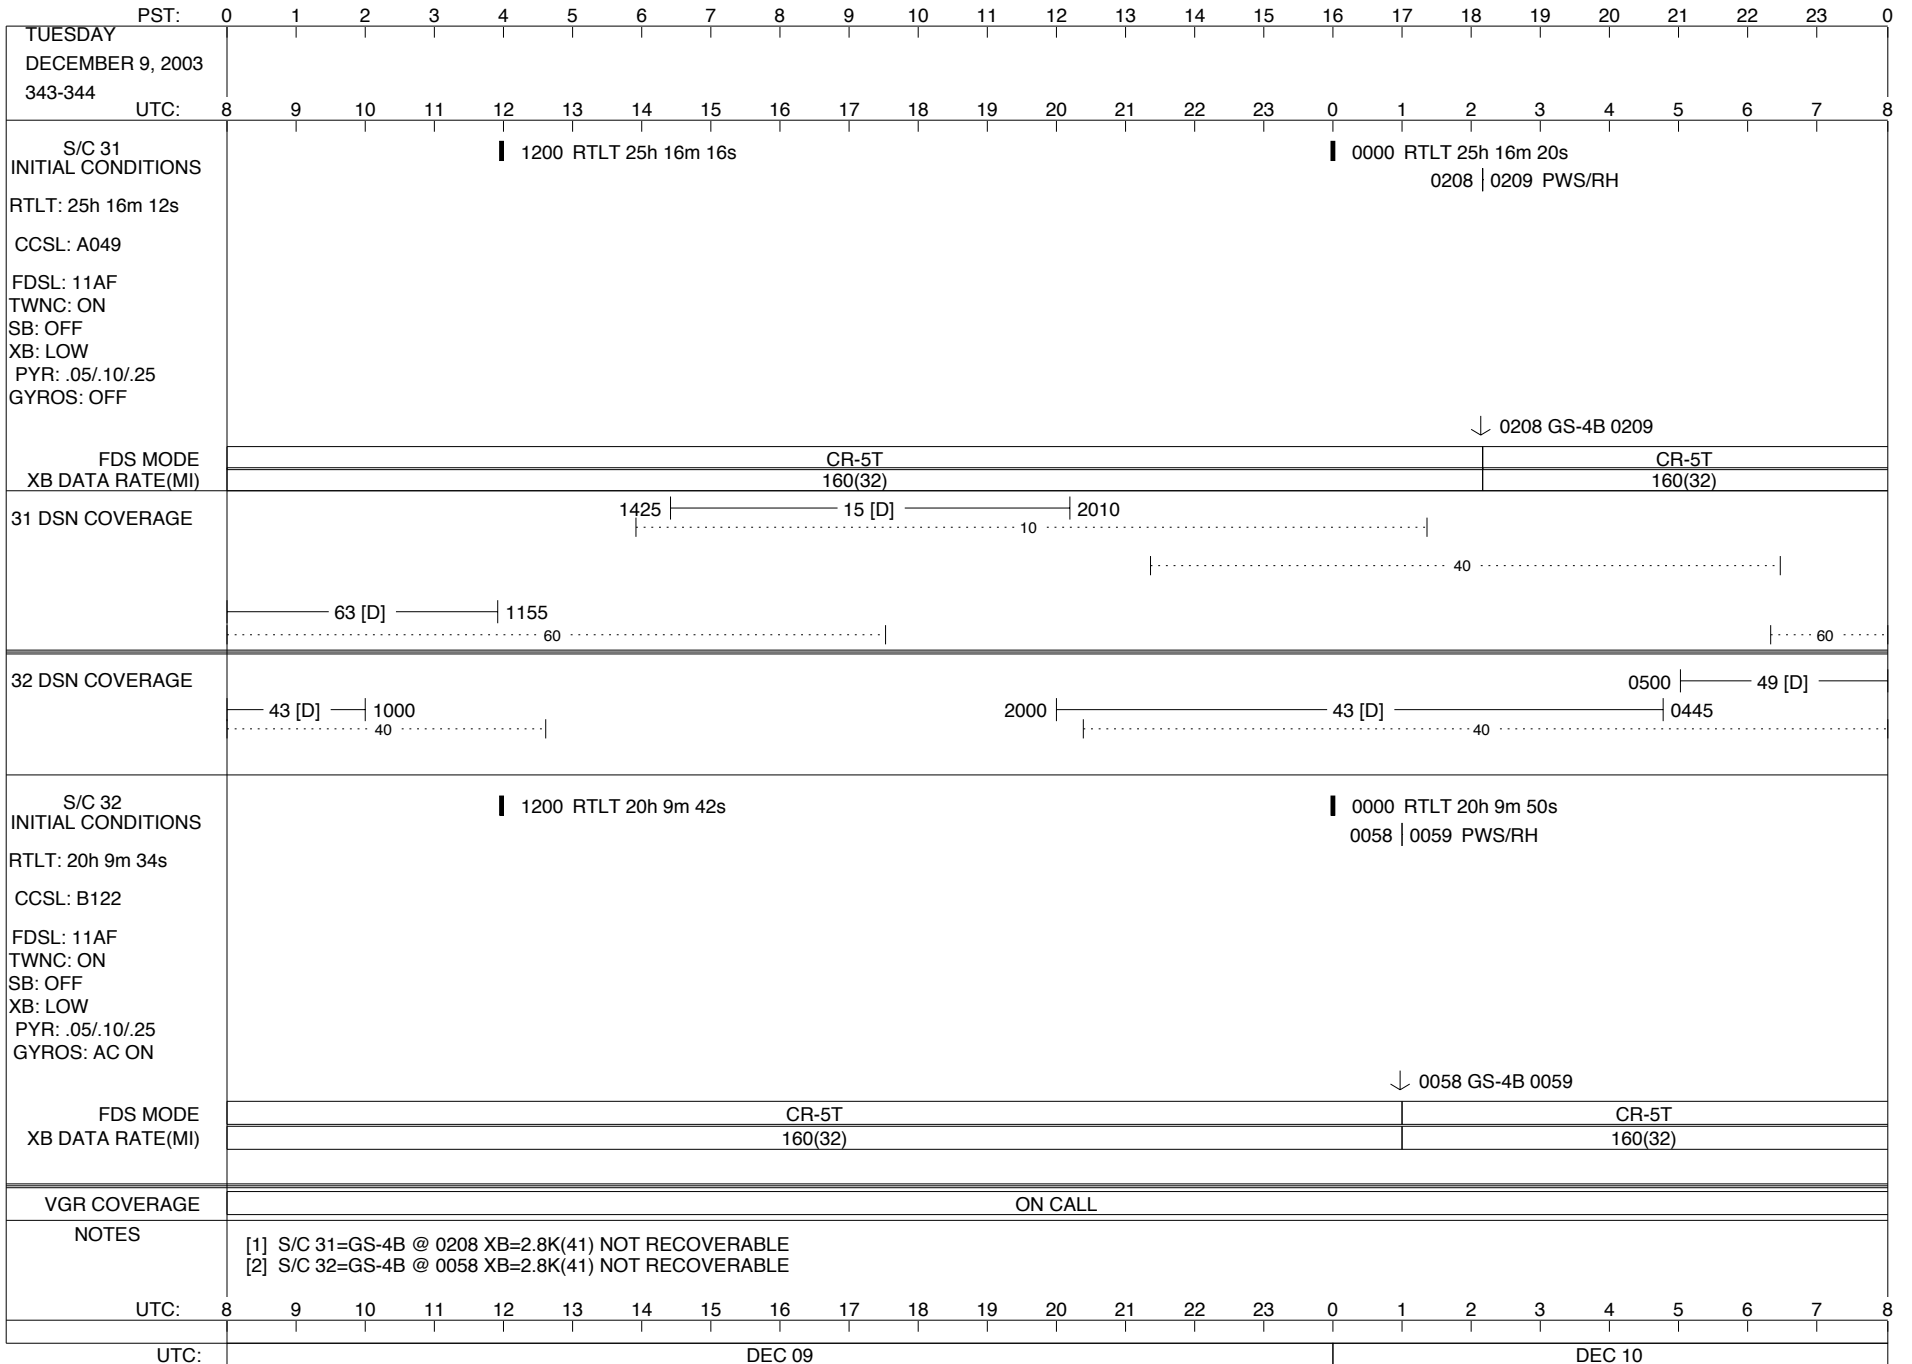 PST: 0 1 2 3 4 5 6 7 8 9 10 11 12 13 14 15 16 17 18 19 20 21 22 23 0
TUESDAY
DECEMBER 9, 2003
343-344
UTC: 8 9 10 11 12 13 14 15 16 17 18 19 20 21 22 23 0 1 2 3 4 5 6 7 8
S/C 31
INITIAL CONDITIONS
1200 RTLT 25h 16m 16s
0000 RTLT 25h 16m 20s
0208 0209 PWS/RH
RTLT: 25h 16m 12s
CCSL: A049
FDSL: 11AF
TWNC: ON
SB: OFF
XB: LOW
PYR: .05/.10/.25
GYROS: OFF
0208 GS-4B 0209
FDS MODE CR-5T CR-5T
XB DATA RATE(MI) 160(32) 160(32)
31 DSN COVERAGE
1425 15 [D] 2010
10
40
63 [D] 1155
60 60
32 DSN COVERAGE
0500 49 [D]
43 [D] 1000 2000 43 [D] 0445
40 40
S/C 32
INITIAL CONDITIONS
1200 RTLT 20h 9m 42s
0000 RTLT 20h 9m 50s
0058 0059 PWS/RH
RTLT: 20h 9m 34s
CCSL: B122
FDSL: 11AF
TWNC: ON
SB: OFF
XB: LOW
PYR: .05/.10/.25
GYROS: AC ON
0058 GS-4B 0059
FDS MODE CR-5T CR-5T
XB DATA RATE(MI) 160(32) 160(32)
VGR COVERAGE ON CALL
NOTES
[1] S/C 31=GS-4B @ 0208 XB=2.8K(41) NOT RECOVERABLE
[2] S/C 32=GS-4B @ 0058 XB=2.8K(41) NOT RECOVERABLE
UTC: 8 9 10 11 12 13 14 15 16 17 18 19 20 21 22 23 0 1 2 3 4 5 6 7 8
UTC: DEC 09 DEC 10